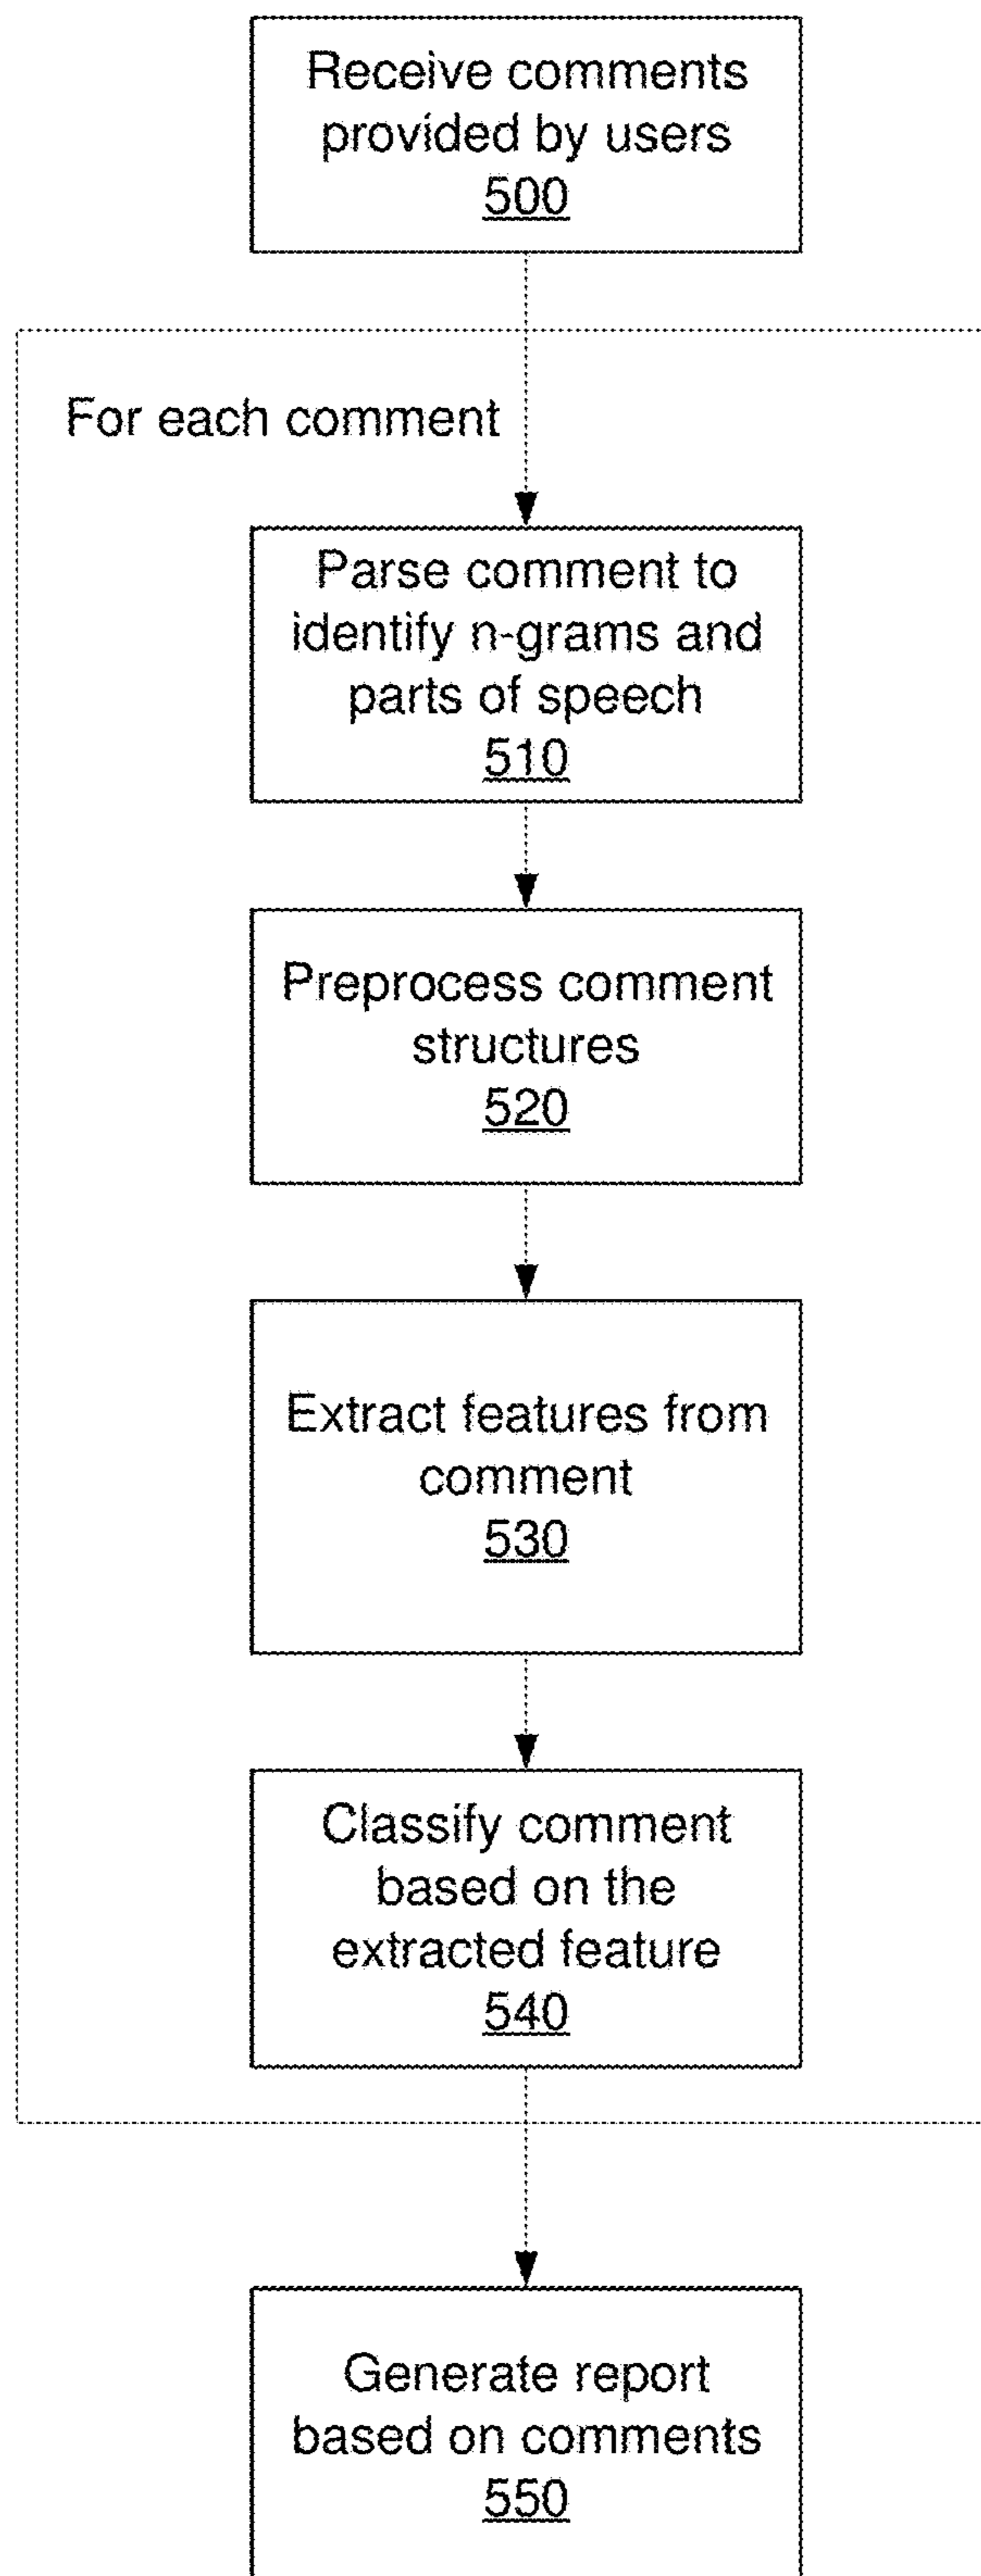 Receive comments
provided by users
500
For each comment
Parse comment to
identify n-grams and
parts of speech
510
Preprocess comment
structures
520
Extract features from
comment
530
Classify comment
based on the
extracted feature
540
Generate report
based on comments
550